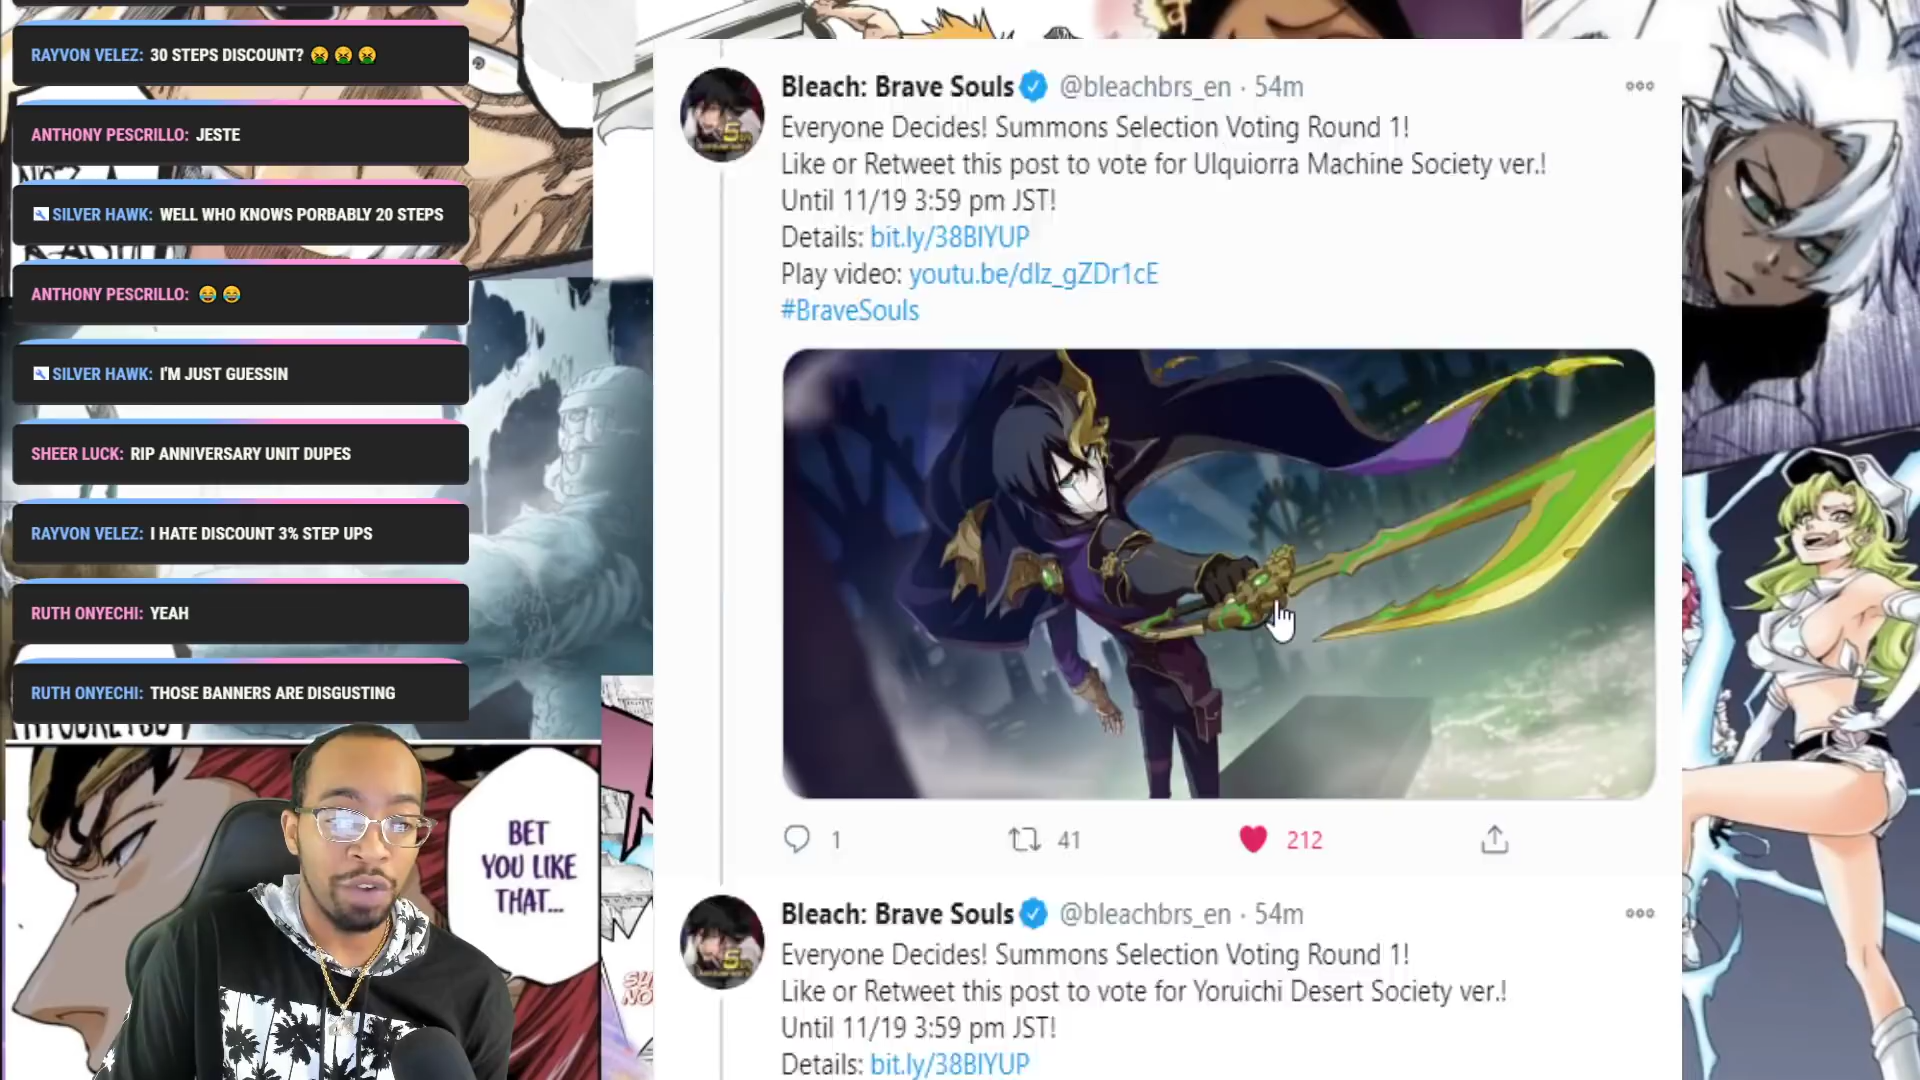 RAYVON VELEZ: 30 STEPS DISCOUNT? 🤮 🤮 🤮
ANTHONY PESCRILLO: JESTE
SILVER HAWK: WELL WHO KNOWS PORBABLY 20 STEPS
ANTHONY PESCRILLO: 😂 😂
SILVER HAWK: I'M JUST GUESSIN
SHEER LUCK: RIP ANNIVERSARY UNIT DUPES
RAYVON VELEZ: I HATE DISCOUNT 3% STEP UPS
RUTH ONYECHI: YEAH
RUTH ONYECHI: THOSE BANNERS ARE DISGUSTING
BET
YOU LIKE
THAT...
Bleach: Brave Souls @bleachbrs_en · 54m
Everyone Decides! Summons Selection Voting Round 1!
Like or Retweet this post to vote for Ulquiorra Machine Society ver.!
Until 11/19 3:59 pm JST!
Details: bit.ly/38BIYUP
Play video: youtu.be/dlz_gZDr1cE
#BraveSouls
1 41 212
Bleach: Brave Souls @bleachbrs_en · 54m
Everyone Decides! Summons Selection Voting Round 1!
Like or Retweet this post to vote for Yoruichi Desert Society ver.!
Until 11/19 3:59 pm JST!
Details: bit.ly/38BIYUP